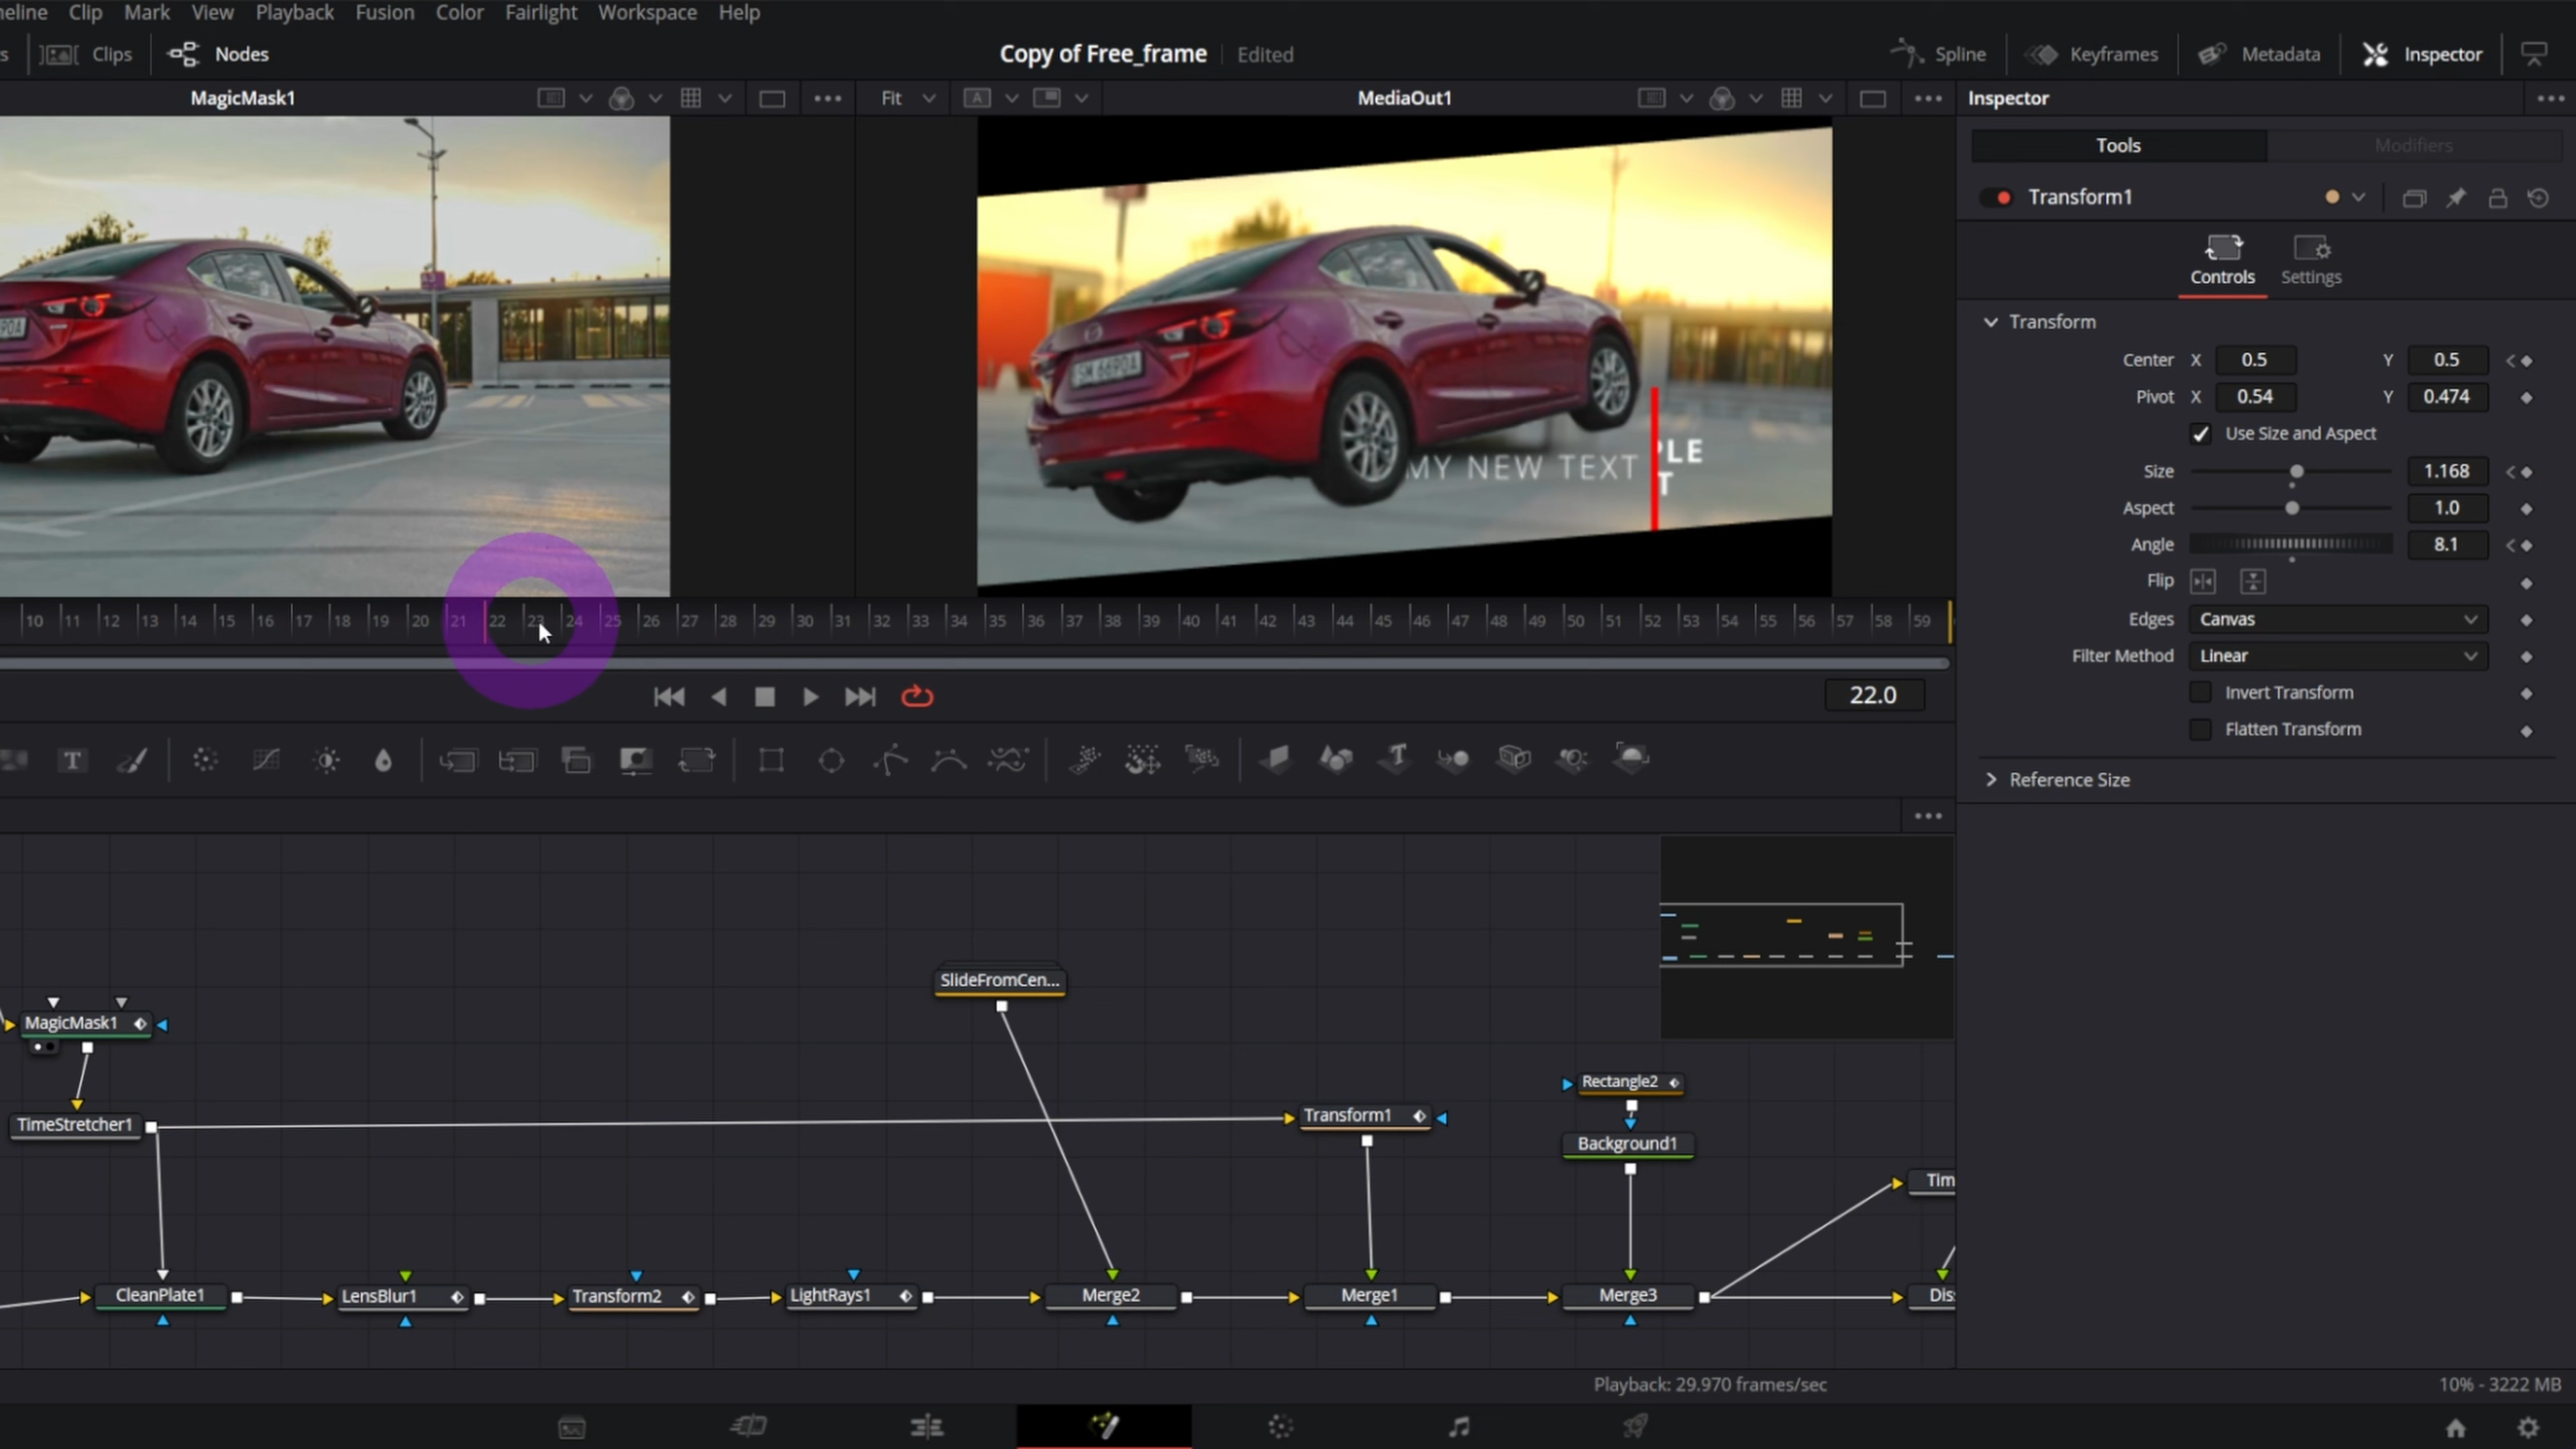 Clip Mark View Playback Fusion Color Fairlight Workspace Help
Clips Nodes Copy of Free_frame Edited Spline Keyframes Metadata Inspector
MagicMask1 Fit A MediaOut1 Inspector
Tools Modifiers
Transform1
Controls Settings
Transform
Center X 0.5 Y 0.5
Pivot X 0.54 Y 0.474
Use Size and Aspect
Size 1.168
Aspect 1.0
Angle 8.1
Flip
Edges Canvas
Filter Method Linear
Invert Transform
Flatten Transform
Reference Size
SM 6690A
PLE
MY NEW TEXT
T
10 11 12 13 14 15 16 17 18 19 20 21 22 23 24 25 26 27 28 29 30 31 32 33 34 35 36 37 38 39 40 41 42 43 44 45 46 47 48 49 50 51 52 53 54 55 56 57 58 59
22.0
T
SlideFromCen...
MagicMask1
TimeStretcher1
Transform1
Rectangle2
Background1
Tim
CleanPlate1 LensBlur1 Transform2 LightRays1 Merge2 Merge1 Merge3 Dis
Playback: 29.970 frames/sec 10% - 3222 MB